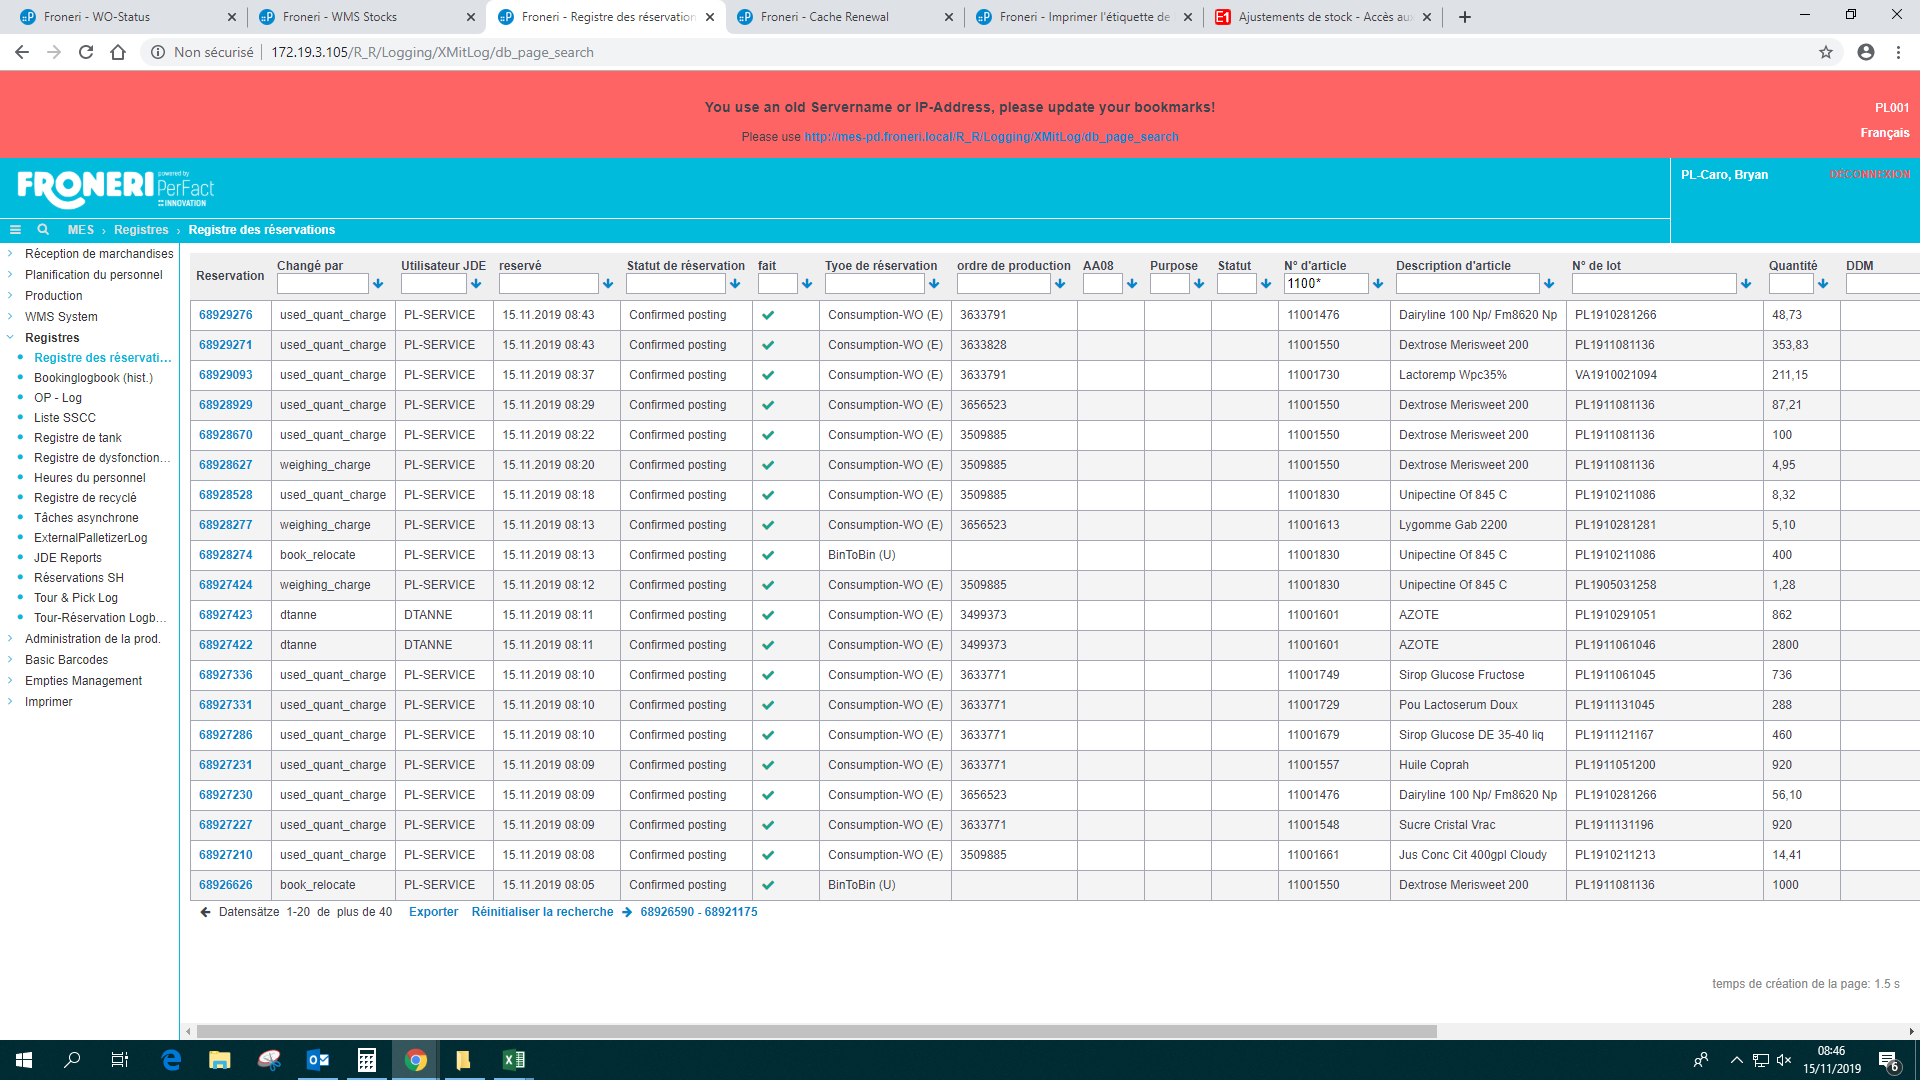 Froneri - WO-Status
Froneri - WMS Stocks
Froneri - Registre des réservation
Froneri - Cache Renewal
Froneri - Imprimer l'étiquette de
E1 Ajustements de stock - Accès au
Non sécurisé 172.19.3.105/R_R/Logging/XMitLog/db_page_search
You use an old Servername or IP-Address, please update your bookmarks!
PL001
Please use http://mes-pd.froneri.local/R_R/Logging/XMitLog/db_page_search
Français
FRONERI powered by PerFact INNOVATION
PL-Caro, Bryan DÉCONNEXION
MES › Registres › Registre des réservations
Réception de marchandises
Planification du personnel
Production
WMS System
Registres
Registre des réservati...
Bookinglogbook (hist.)
OP - Log
Liste SSCC
Registre de tank
Registre de dysfonction...
Heures du personnel
Registre de recyclé
Tâches asynchrone
ExternalPalletizerLog
JDE Reports
Réservations SH
Tour & Pick Log
Tour-Réservation Logb...
Administration de la prod.
Basic Barcodes
Empties Management
Imprimer
Reservation Changé par Utilisateur JDE reservé Statut de réservation fait Tyoe de réservation ordre de production AA08 Purpose Statut N° d'article Description d'article N° de lot Quantité DDM
1100*
68929276 used_quant_charge PL-SERVICE 15.11.2019 08:43 Confirmed posting Consumption-WO (E) 3633791 11001476 Dairyline 100 Np/ Fm8620 Np PL1910281266 48,73
68929271 used_quant_charge PL-SERVICE 15.11.2019 08:43 Confirmed posting Consumption-WO (E) 3633828 11001550 Dextrose Merisweet 200 PL1911081136 353,83
68929093 used_quant_charge PL-SERVICE 15.11.2019 08:37 Confirmed posting Consumption-WO (E) 3633791 11001730 Lactoremp Wpc35% VA1910021094 211,15
68928929 used_quant_charge PL-SERVICE 15.11.2019 08:29 Confirmed posting Consumption-WO (E) 3656523 11001550 Dextrose Merisweet 200 PL1911081136 87,21
68928670 used_quant_charge PL-SERVICE 15.11.2019 08:22 Confirmed posting Consumption-WO (E) 3509885 11001550 Dextrose Merisweet 200 PL1911081136 100
68928627 weighing_charge PL-SERVICE 15.11.2019 08:20 Confirmed posting Consumption-WO (E) 3509885 11001550 Dextrose Merisweet 200 PL1911081136 4,95
68928528 used_quant_charge PL-SERVICE 15.11.2019 08:18 Confirmed posting Consumption-WO (E) 3509885 11001830 Unipectine Of 845 C PL1910211086 8,32
68928277 weighing_charge PL-SERVICE 15.11.2019 08:13 Confirmed posting Consumption-WO (E) 3656523 11001613 Lygomme Gab 2200 PL1910281281 5,10
68928274 book_relocate PL-SERVICE 15.11.2019 08:13 Confirmed posting BinToBin (U) 11001830 Unipectine Of 845 C PL1910211086 400
68927424 weighing_charge PL-SERVICE 15.11.2019 08:12 Confirmed posting Consumption-WO (E) 3509885 11001830 Unipectine Of 845 C PL1905031258 1,28
68927423 dtanne DTANNE 15.11.2019 08:11 Confirmed posting Consumption-WO (E) 3499373 11001601 AZOTE PL1910291051 862
68927422 dtanne DTANNE 15.11.2019 08:11 Confirmed posting Consumption-WO (E) 3499373 11001601 AZOTE PL1911061046 2800
68927336 used_quant_charge PL-SERVICE 15.11.2019 08:10 Confirmed posting Consumption-WO (E) 3633771 11001749 Sirop Glucose Fructose PL1911061045 736
68927331 used_quant_charge PL-SERVICE 15.11.2019 08:10 Confirmed posting Consumption-WO (E) 3633771 11001729 Pou Lactoserum Doux PL1911131045 288
68927286 used_quant_charge PL-SERVICE 15.11.2019 08:10 Confirmed posting Consumption-WO (E) 3633771 11001679 Sirop Glucose DE 35-40 liq PL1911121167 460
68927231 used_quant_charge PL-SERVICE 15.11.2019 08:09 Confirmed posting Consumption-WO (E) 3633771 11001557 Huile Coprah PL1911051200 920
68927230 used_quant_charge PL-SERVICE 15.11.2019 08:09 Confirmed posting Consumption-WO (E) 3656523 11001476 Dairyline 100 Np/ Fm8620 Np PL1910281266 56,10
68927227 used_quant_charge PL-SERVICE 15.11.2019 08:09 Confirmed posting Consumption-WO (E) 3633771 11001548 Sucre Cristal Vrac PL1911131196 920
68927210 used_quant_charge PL-SERVICE 15.11.2019 08:08 Confirmed posting Consumption-WO (E) 3509885 11001661 Jus Conc Cit 400gpl Cloudy PL1910211213 14,41
68926626 book_relocate PL-SERVICE 15.11.2019 08:05 Confirmed posting BinToBin (U) 11001550 Dextrose Merisweet 200 PL1911081136 1000
Datensätze 1-20 de plus de 40 Exporter Réinitialiser la recherche 68926590 - 68921175
temps de création de la page: 1.5 s
08:46
15/11/2019
6